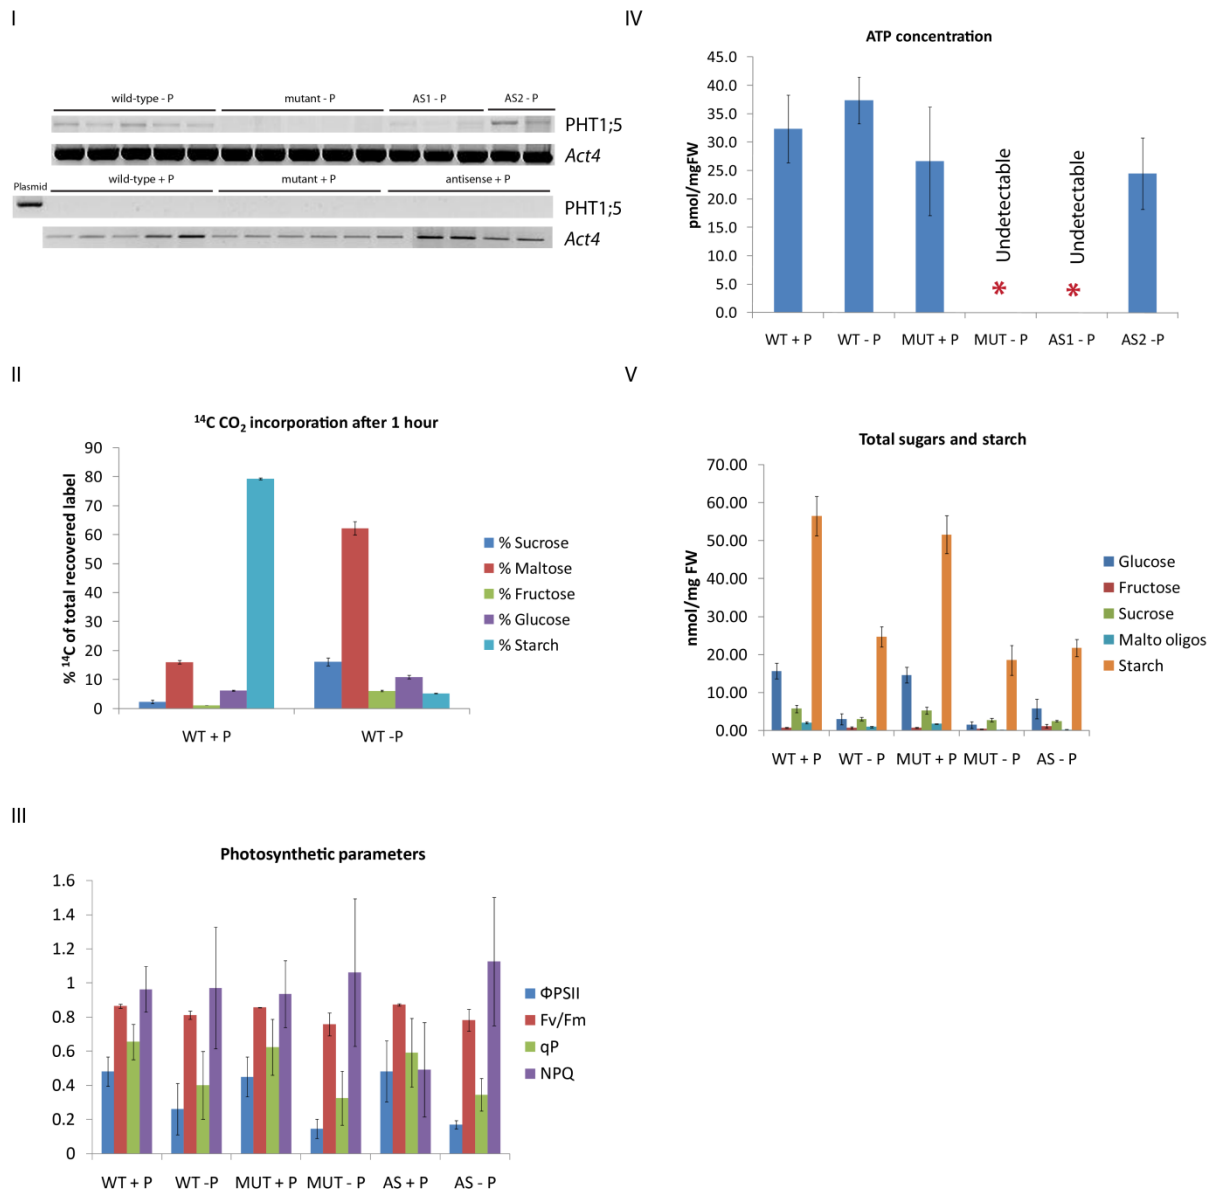 I
wild-type - P
mutant - P
AS1 - P
AS2 - P
PHT1;5
Act4
Plasmid
wild-type + P
mutant + P
antisense + P
PHT1;5
Act4
II
14C CO2 incorporation after 1 hour
% 14C of total recovered label
90
80
70
60
50
40
30
20
10
0
WT + P
WT -P
% Sucrose
% Maltose
% Fructose
% Glucose
% Starch
III
Photosynthetic parameters
1.6
1.4
1.2
1
0.8
0.6
0.4
0.2
0
WT + P
WT -P
MUT + P
MUT - P
AS + P
AS - P
ΦPSII
Fv/Fm
qP
NPQ
IV
ATP concentration
pmol/mgFW
45.0
40.0
35.0
30.0
25.0
20.0
15.0
10.0
5.0
0.0
Undetectable
*
Undetectable
*
WT + P
WT - P
MUT + P
MUT - P
AS1 - P
AS2 -P
V
Total sugars and starch
nmol/mg FW
70.00
60.00
50.00
40.00
30.00
20.00
10.00
0.00
WT + P
WT - P
MUT + P
MUT - P
AS - P
Glucose
Fructose
Sucrose
Malto oligos
Starch